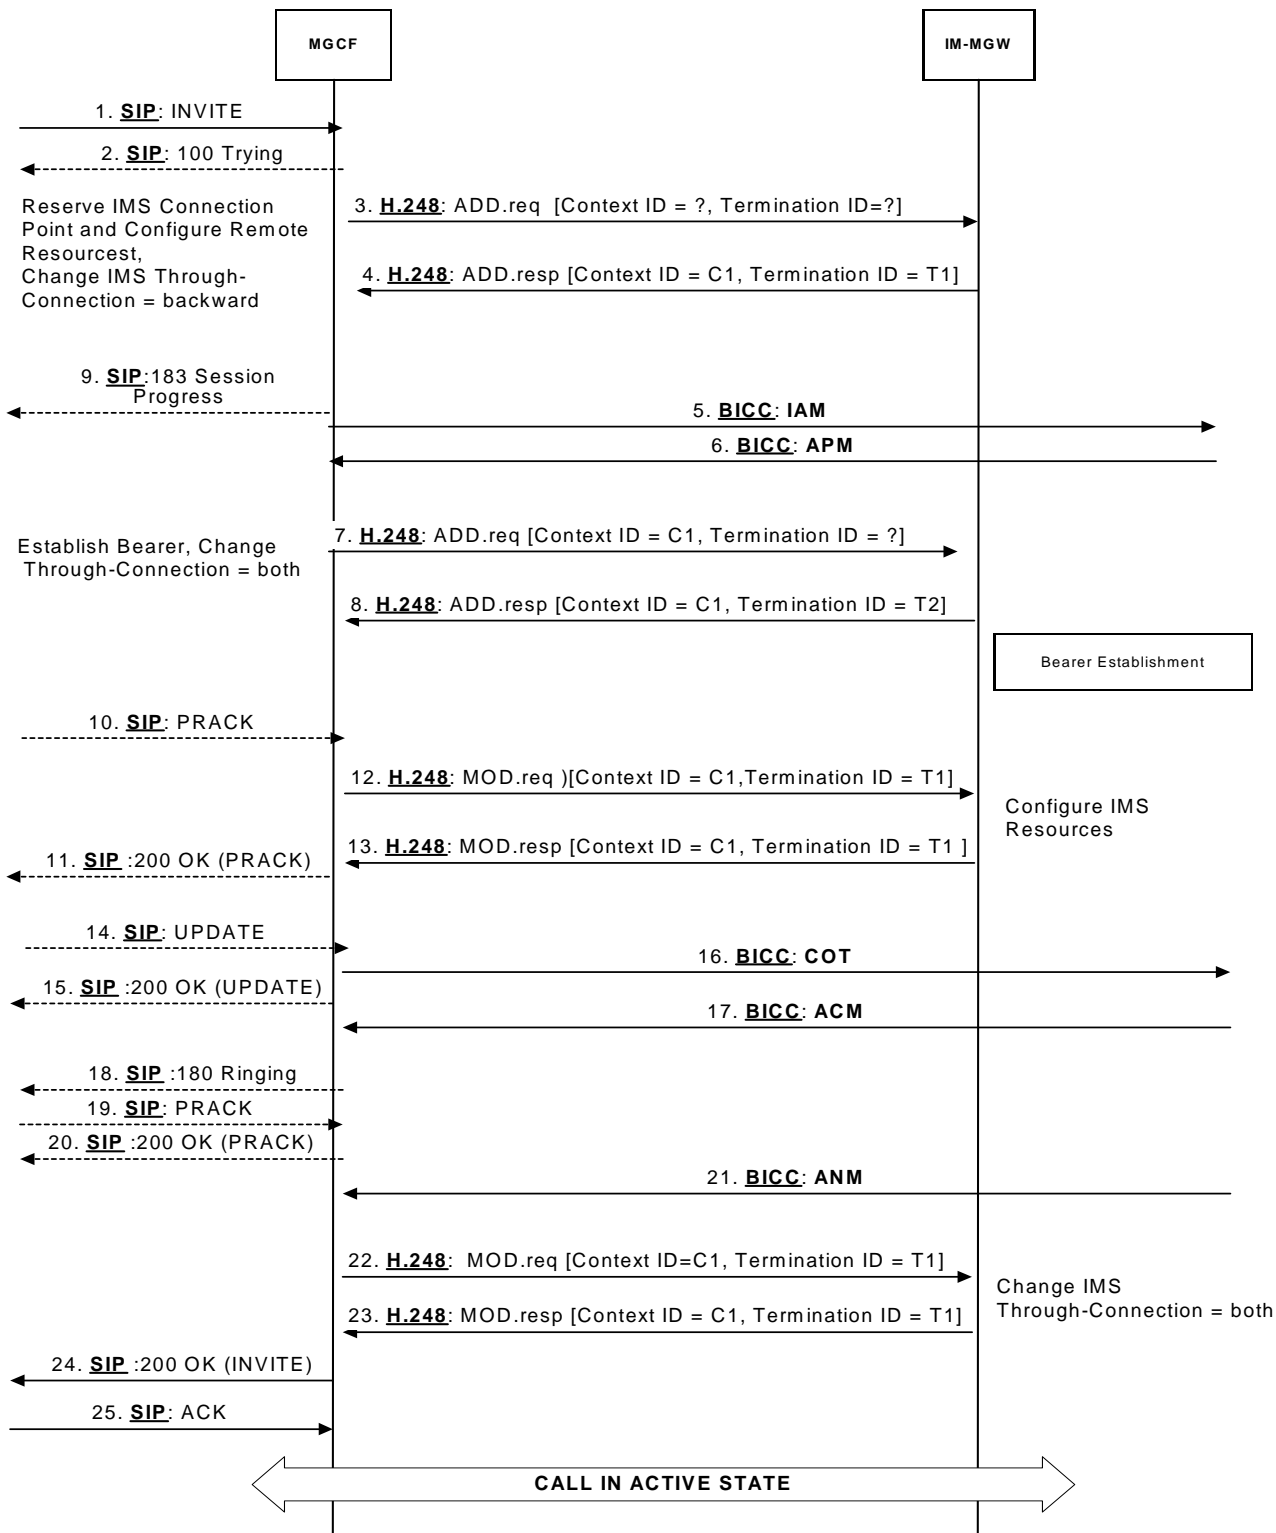 MGCF
IM-MGW
1. SIP: INVITE
2. SIP: 100 Trying
Reserve IMS Connection
Point and Configure Remote
Resourcest,
Change IMS Through-
Connection = backward
3. H.248: ADD.req [Context ID = ?, Termination ID=?]
4. H.248: ADD.resp [Context ID = C1, Termination ID = T1]
9. SIP:183 Session
Progress
5. BICC: IAM
6. BICC: APM
7. H.248: ADD.req [Context ID = C1, Termination ID = ?]
Establish Bearer, Change
Through-Connection = both
8. H.248: ADD.resp [Context ID = C1, Termination ID = T2]
Bearer Establishment
10. SIP: PRACK
12. H.248: MOD.req )[Context ID = C1,Termination ID = T1]
Configure IMS
Resources
13. H.248: MOD.resp [Context ID = C1, Termination ID = T1 ]
11. SIP :200 OK (PRACK)
14. SIP: UPDATE
16. BICC: COT
15. SIP :200 OK (UPDATE)
17. BICC: ACM
18. SIP :180 Ringing
19. SIP: PRACK
20. SIP :200 OK (PRACK)
21. BICC: ANM
22. H.248: MOD.req [Context ID=C1, Termination ID = T1]
Change IMS
Through-Connection = both
23. H.248: MOD.resp [Context ID = C1, Termination ID = T1]
24. SIP :200 OK (INVITE)
25. SIP: ACK
CALL IN ACTIVE STATE